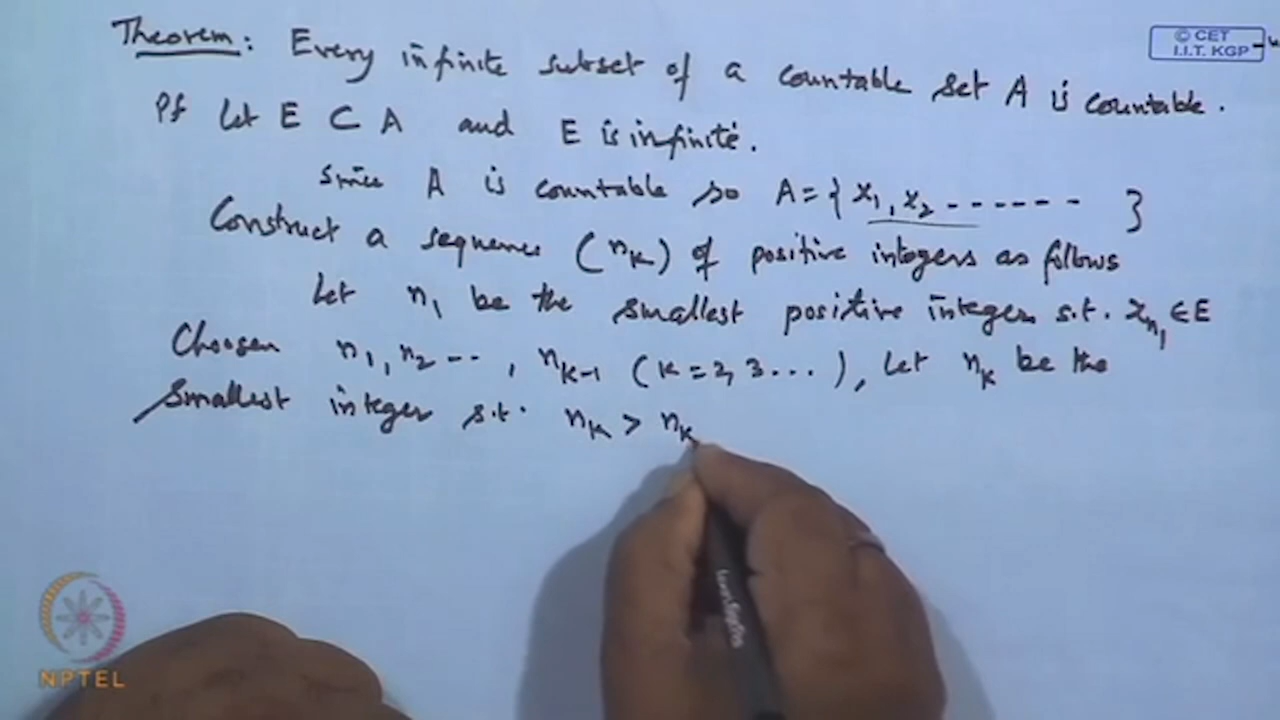 Theorem: Every infinite subset of a countable set A is countable.
© CET
I.I.T. KGP
Pf Let E ⊂ A and E is infinite.
Since A is countable so A = { x₁, x₂ ------ }
Construct a sequence (nₖ) of positive integers as follows
Let n₁ be the smallest positive integer s.t. xₙ₁ ∈ E
Choosen n₁, n₂ --, nₖ₋₁ (k = 2, 3 ...), Let nₖ be the
smallest integer s.t. nₖ > nₖ
NPTEL